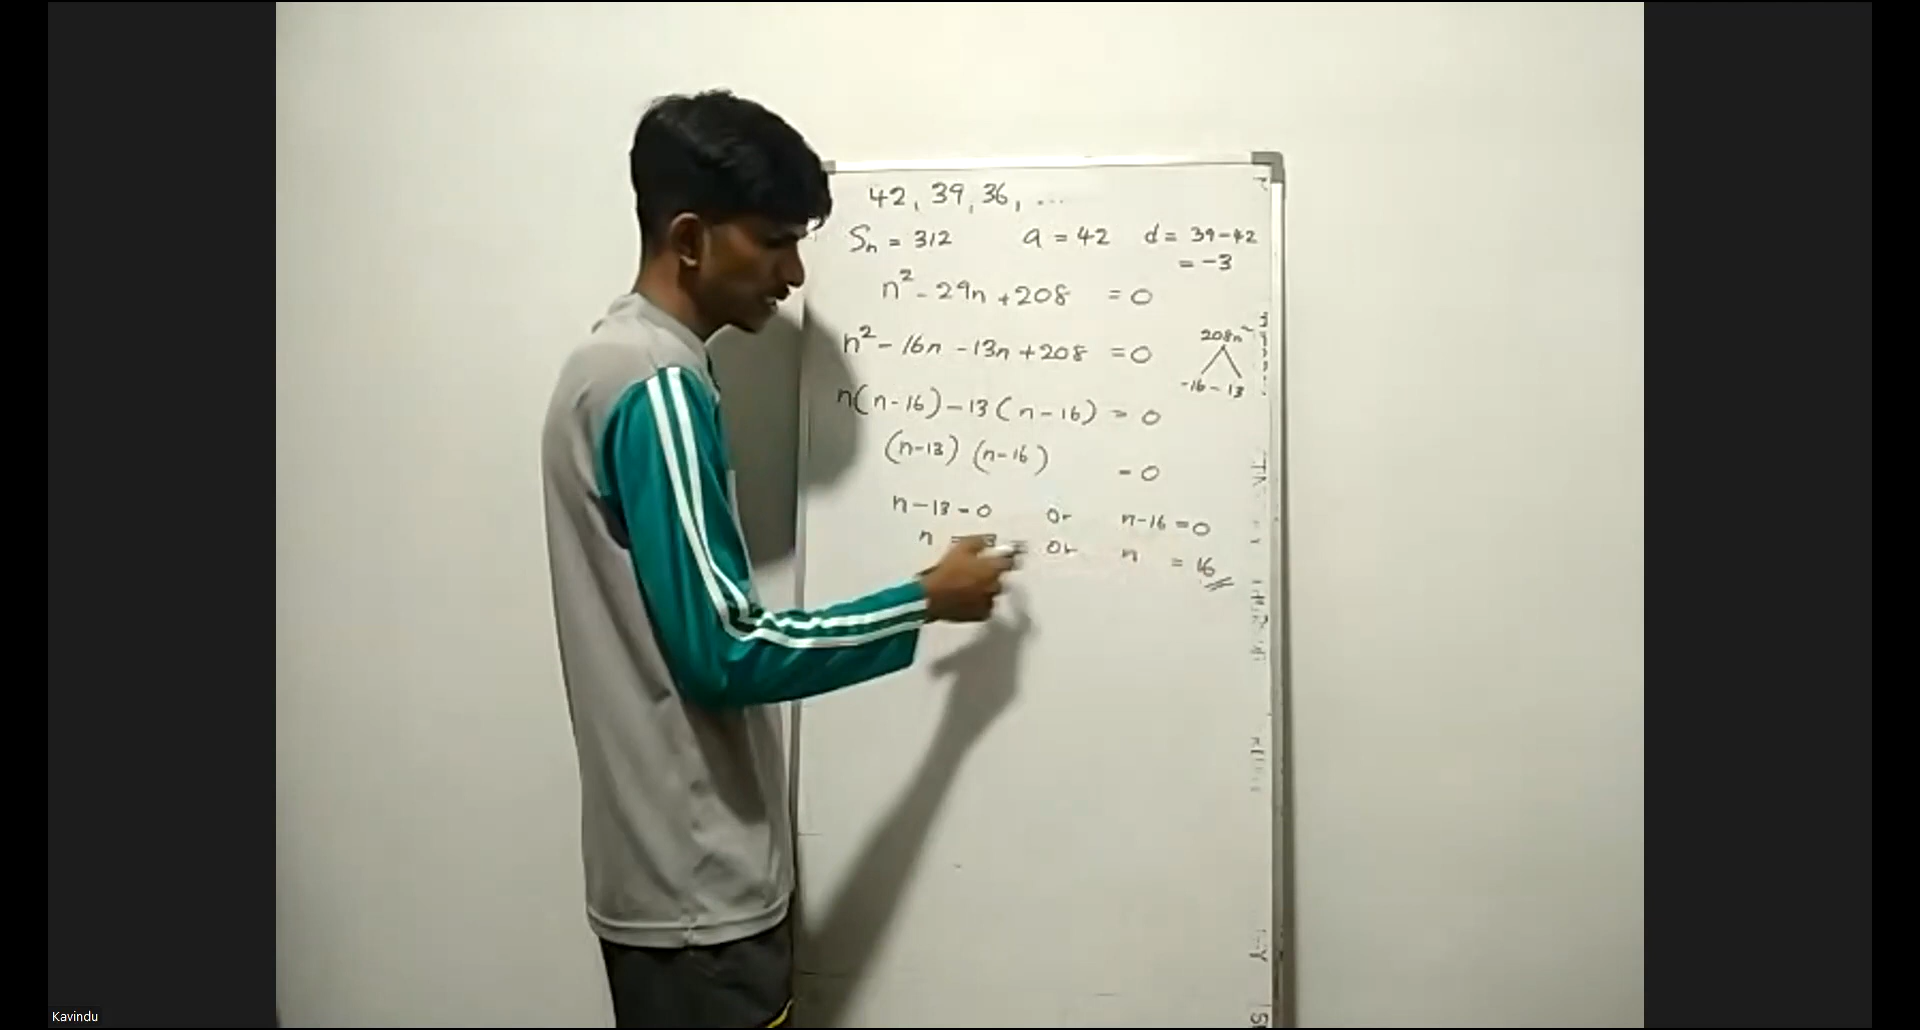 42, 39, 36, ...
Sn = 312 a = 42 d = 39-42
= -3
n² - 29n + 208 = 0
n² - 16n - 13n + 208 = 0
208n²
-16 -13
n(n-16) - 13(n-16) = 0
(n-13) (n-16) = 0
n-13 = 0 or n-16 = 0
n = or n = 16
Kavindu